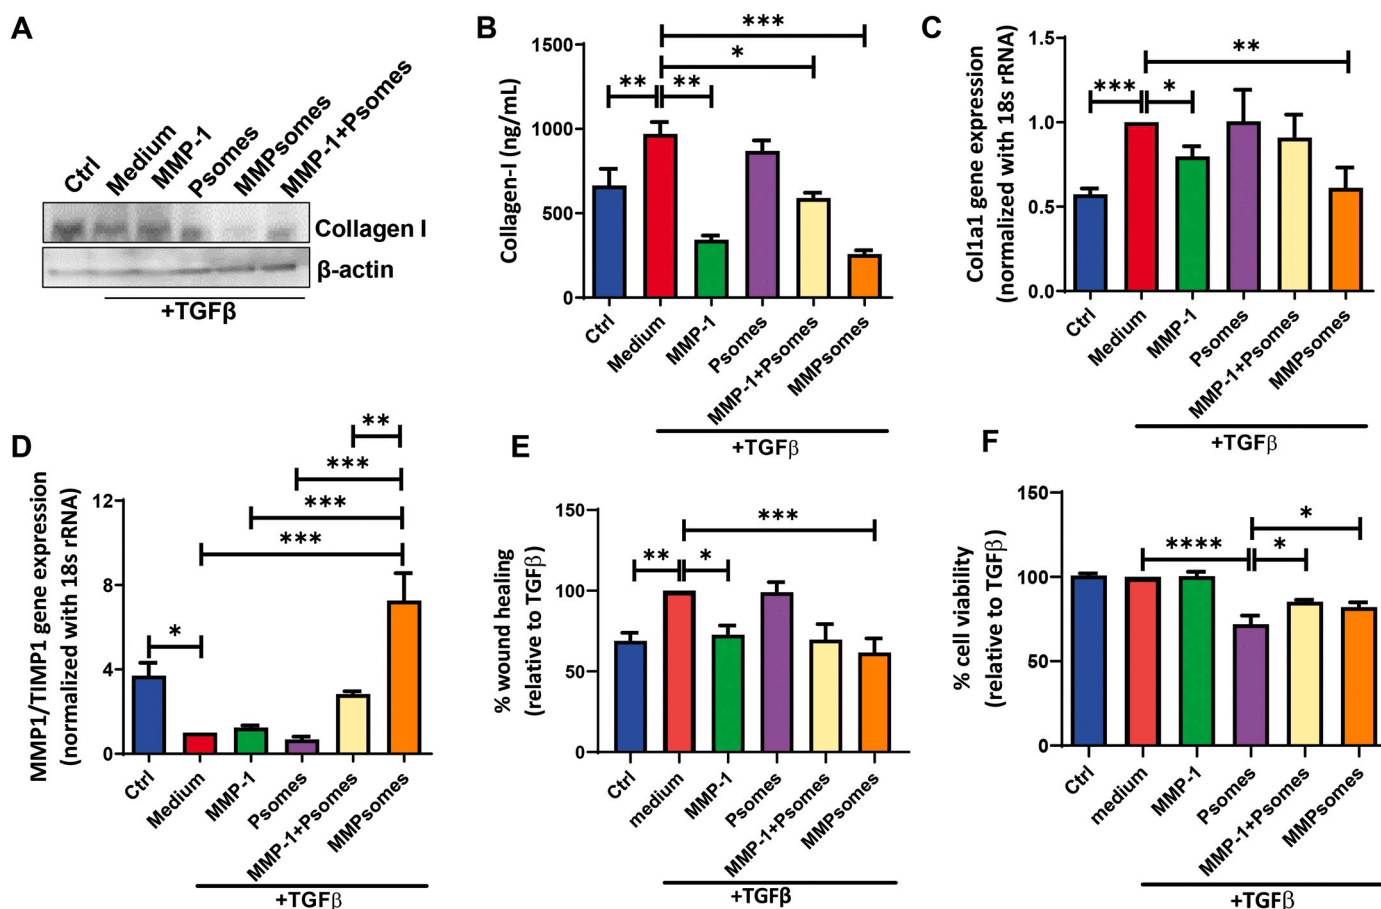 A
Ctrl
Medium
MMP-1
Psomes
MMPsomes
MMP-1+Psomes
Collagen I
β-actin
+TGFβ
B
Collagen-I (ng/mL)
1500
1000
500
0
***
*
** **
Ctrl
Medium
MMP-1
Psomes
MMP-1+Psomes
MMPsomes
+TGFβ
C
Col1a1 gene expression
(normalized with 18s rRNA)
1.5
1.0
0.5
0.0
**
*** *
Ctrl
Medium
MMP-1
Psomes
MMP-1+Psomes
MMPsomes
+TGFβ
D
MMP1/TIMP1 gene expression
(normalized with 18s rRNA)
12
8
4
0
**
***
***
***
*
Ctrl
Medium
MMP-1
Psomes
MMP-1+Psomes
MMPsomes
+TGFβ
E
% wound healing
(relative to TGFβ)
150
100
50
0
***
** *
Ctrl
medium
MMP-1
Psomes
MMP-1+Psomes
MMPsomes
+TGFβ
F
% cell viability
(relative to TGFβ)
150
100
50
0
*
**** *
Ctrl
medium
MMP-1
Psomes
MMP-1+Psomes
MMPsomes
+TGFβ